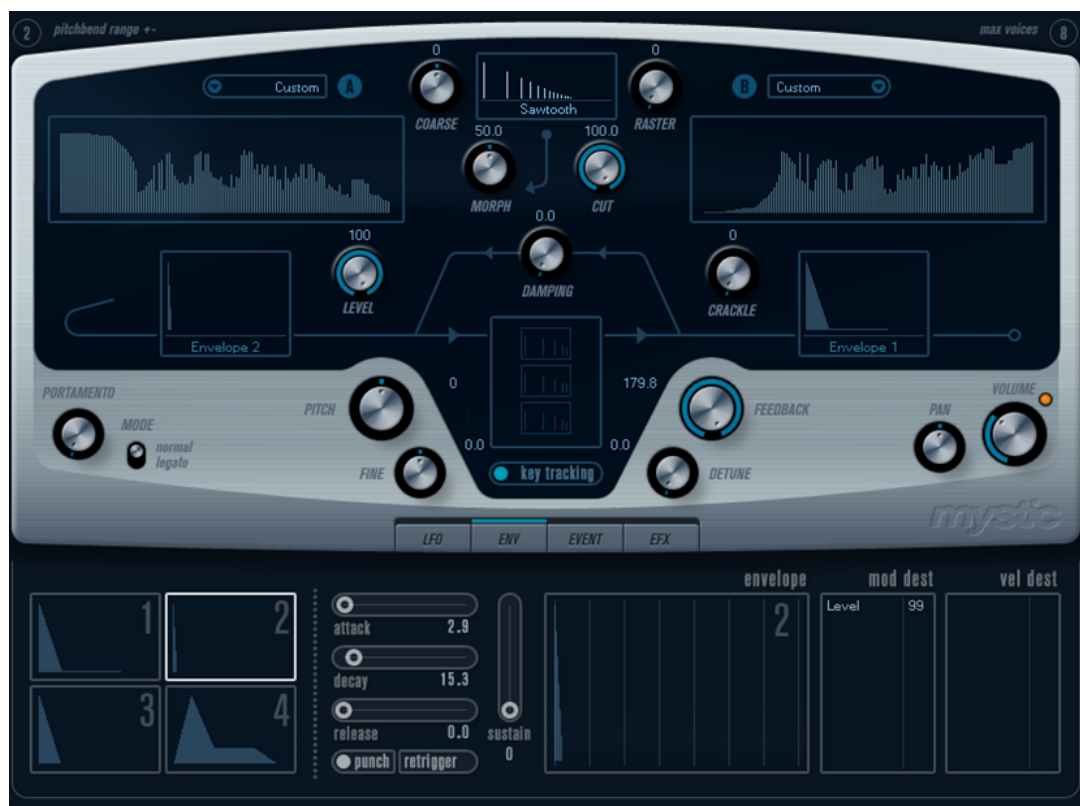 2 pitchbend range +-
max voices 8
0
0
Custom A
B Custom
Sawtooth
COARSE
RASTER
50.0
100.0
MORPH
CUT
0.0
100
0
DAMPING
LEVEL
CRACKLE
Envelope 2
Envelope 1
PORTAMENTO
VOLUME
0
179.8
PITCH
FEEDBACK
PAN
MODE
normal
legato
0.0
0.0
FINE
key tracking
DETUNE
mystic
LFO ENV EVENT EFX
envelope mod dest vel dest
1
2
attack 2.9
2
Level 99
decay 15.3
3
4
release 0.0
sustain
0
punch retrigger